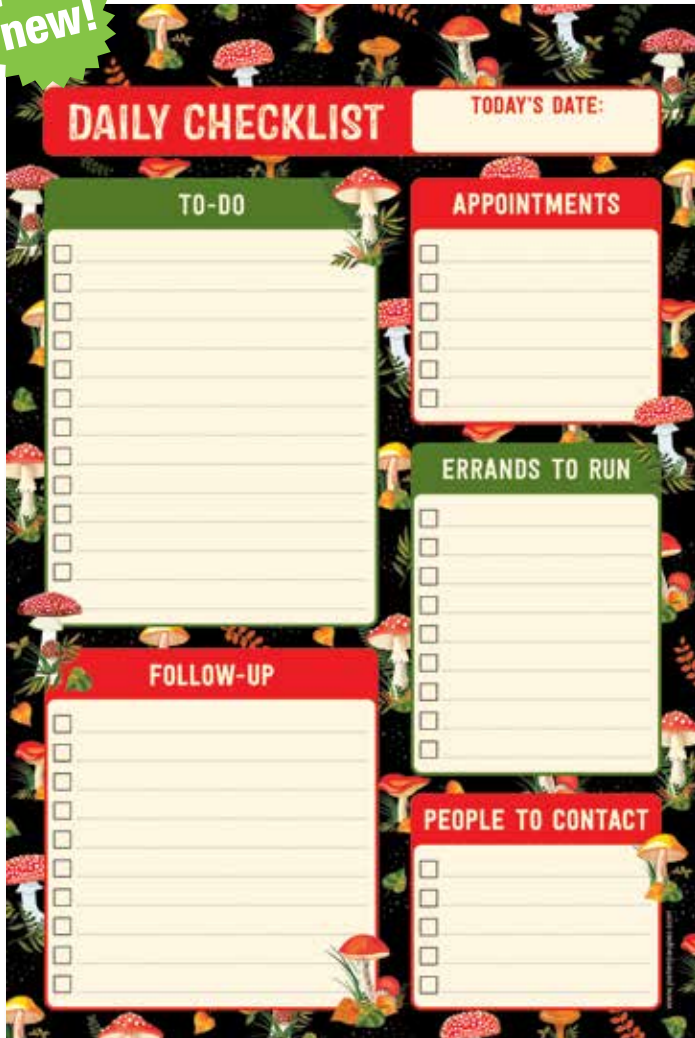 new!
DAILY CHECKLIST
TODAY'S DATE:
TO-DO
APPOINTMENTS
ERRANDS TO RUN
FOLLOW-UP
PEOPLE TO CONTACT